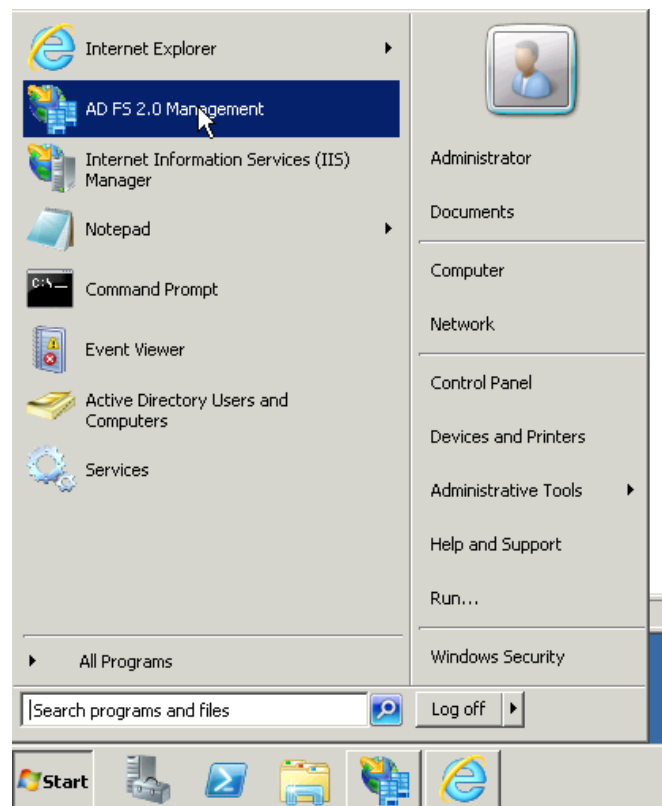 Internet Explorer
AD FS 2.0 Management
Internet Information Services (IIS)
Manager
Notepad
C:\_
Command Prompt
Event Viewer
Active Directory Users and
Computers
Services
All Programs
Search programs and files
Administrator
Documents
Computer
Network
Control Panel
Devices and Printers
Administrative Tools
Help and Support
Run...
Windows Security
Log off
Start